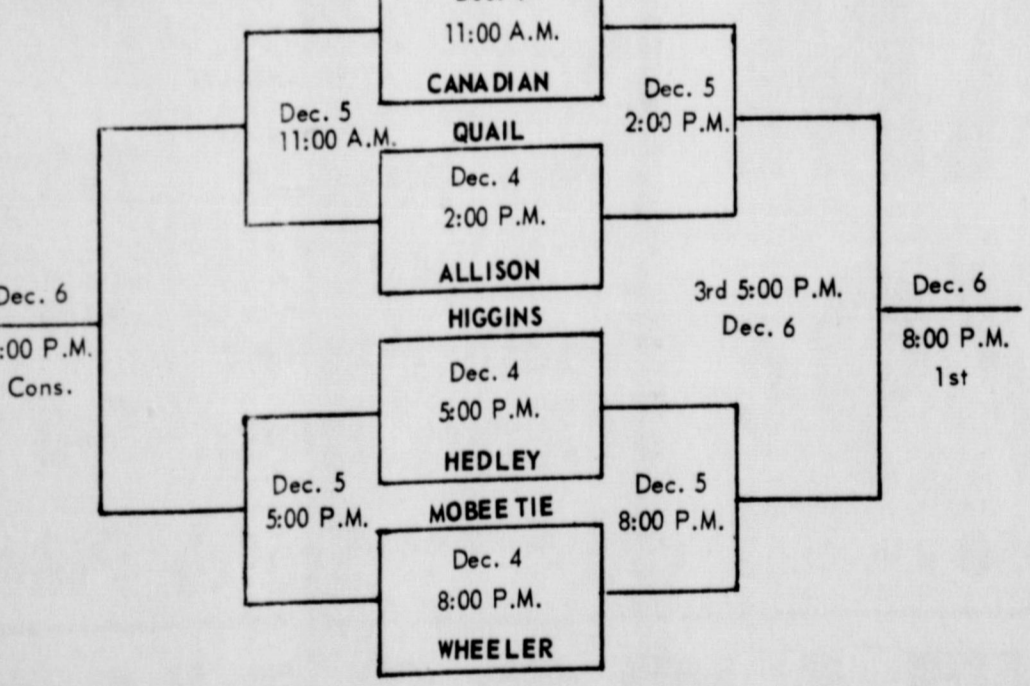 11:00 A.M.
CANADIAN
Dec. 5
11:00 A.M.
Dec. 5
2:00 P.M.
QUAIL
Dec. 4
2:00 P.M.
ALLISON
Dec. 6
:00 P.M.
Cons.
HIGGINS
3rd 5:00 P.M.
Dec. 6
Dec. 6
8:00 P.M.
1st
Dec. 4
5:00 P.M.
HEDLEY
Dec. 5
5:00 P.M.
Dec. 5
8:00 P.M.
MOBEETIE
Dec. 4
8:00 P.M.
WHEELER